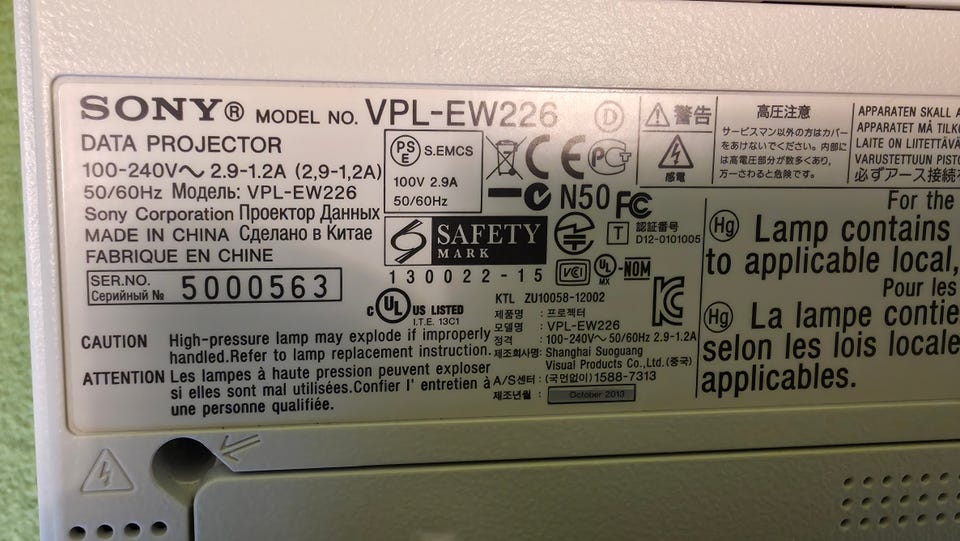 SONY® MODEL NO. VPL-EW226 D
DATA PROJECTOR
100-240V～ 2.9-1.2A (2,9-1,2A)
50/60Hz Модель: VPL-EW226
Sony Corporation Проектор Данных
MADE IN CHINA Сделано в Китае
FABRIQUE EN CHINE
SER.NO.
Серийный № 5000563
PS
E S.EMCS
100V 2.9A
50/60Hz
CE
N50 FC
T 認証番号
D12-0101005
SAFETY
MARK
130022-15
VCI UL MX -NOM
c UL US LISTED
I.T.E. 13C1
KTL ZU10058-12002
제품명 : 프로젝터
모델명 : VPL-EW226
정격 : 100-240V～ 50/60Hz 2.9-1.2A
제조회사명: Shanghai Suoguang
Visual Products Co.,Ltd.(중국)
A/S센터 : (국번없이)1588-7313
제조년월 : October 2013
CAUTION High-pressure lamp may explode if improperly
handled.Refer to lamp replacement instruction.
ATTENTION Les lampes à haute pression peuvent exploser
si elles sont mal utilisées.Confier l' entretien à
une personne qualifiée.
警告
感電
高圧注意
サービスマン以外の方はカバー
をあけないでください。内部に
は高電圧部分が数多くあり、
万一さわると危険です。
APPARATEN SKALL A
APPARATET MÅ TILKO
LAITE ON LIITETTÄVÄ
VARUSTETTUUN PISTO
必ずアース接続
For the
Hg Lamp contains
to applicable local,
Pour les
Hg La lampe contie
selon les lois locale
applicables.